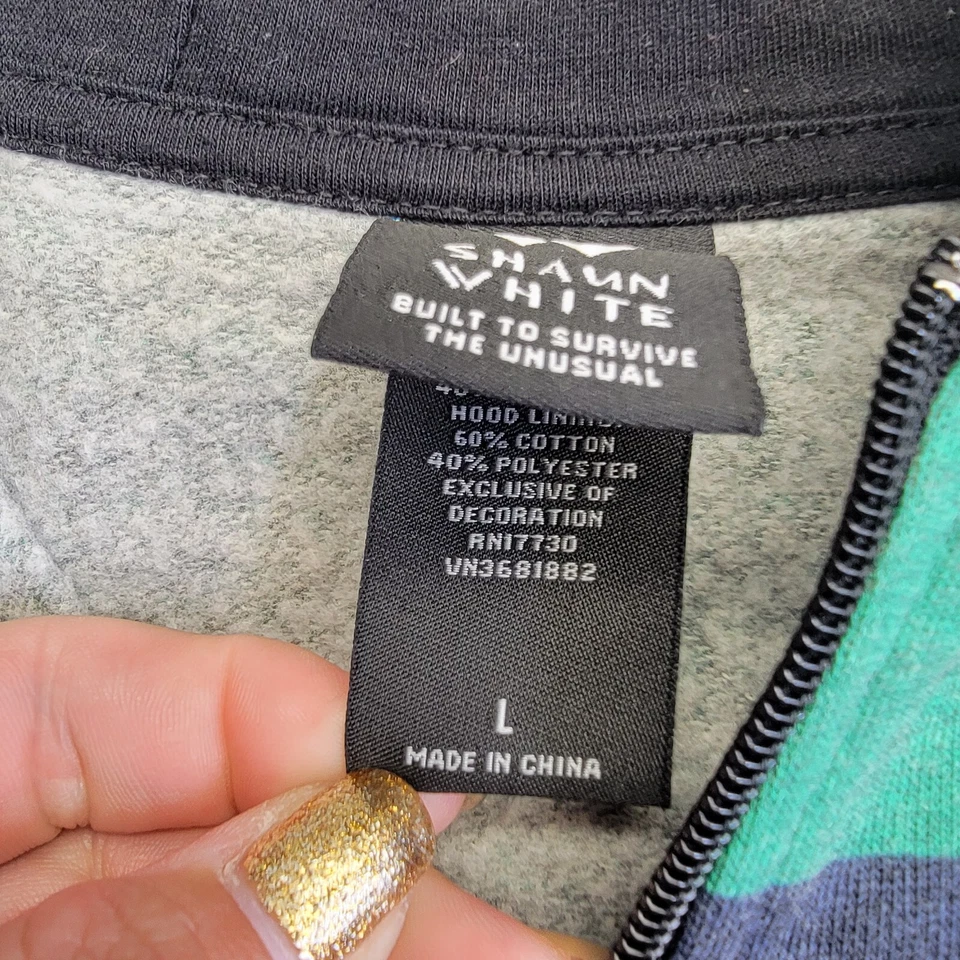 SHAUN
WHITE
BUILT TO SURVIVE
THE UNUSUAL
HOOD
60% COTTON
40% POLYESTER
EXCLUSIVE OF
DECORATION
RN17730
VN3681882
L
MADE IN CHINA